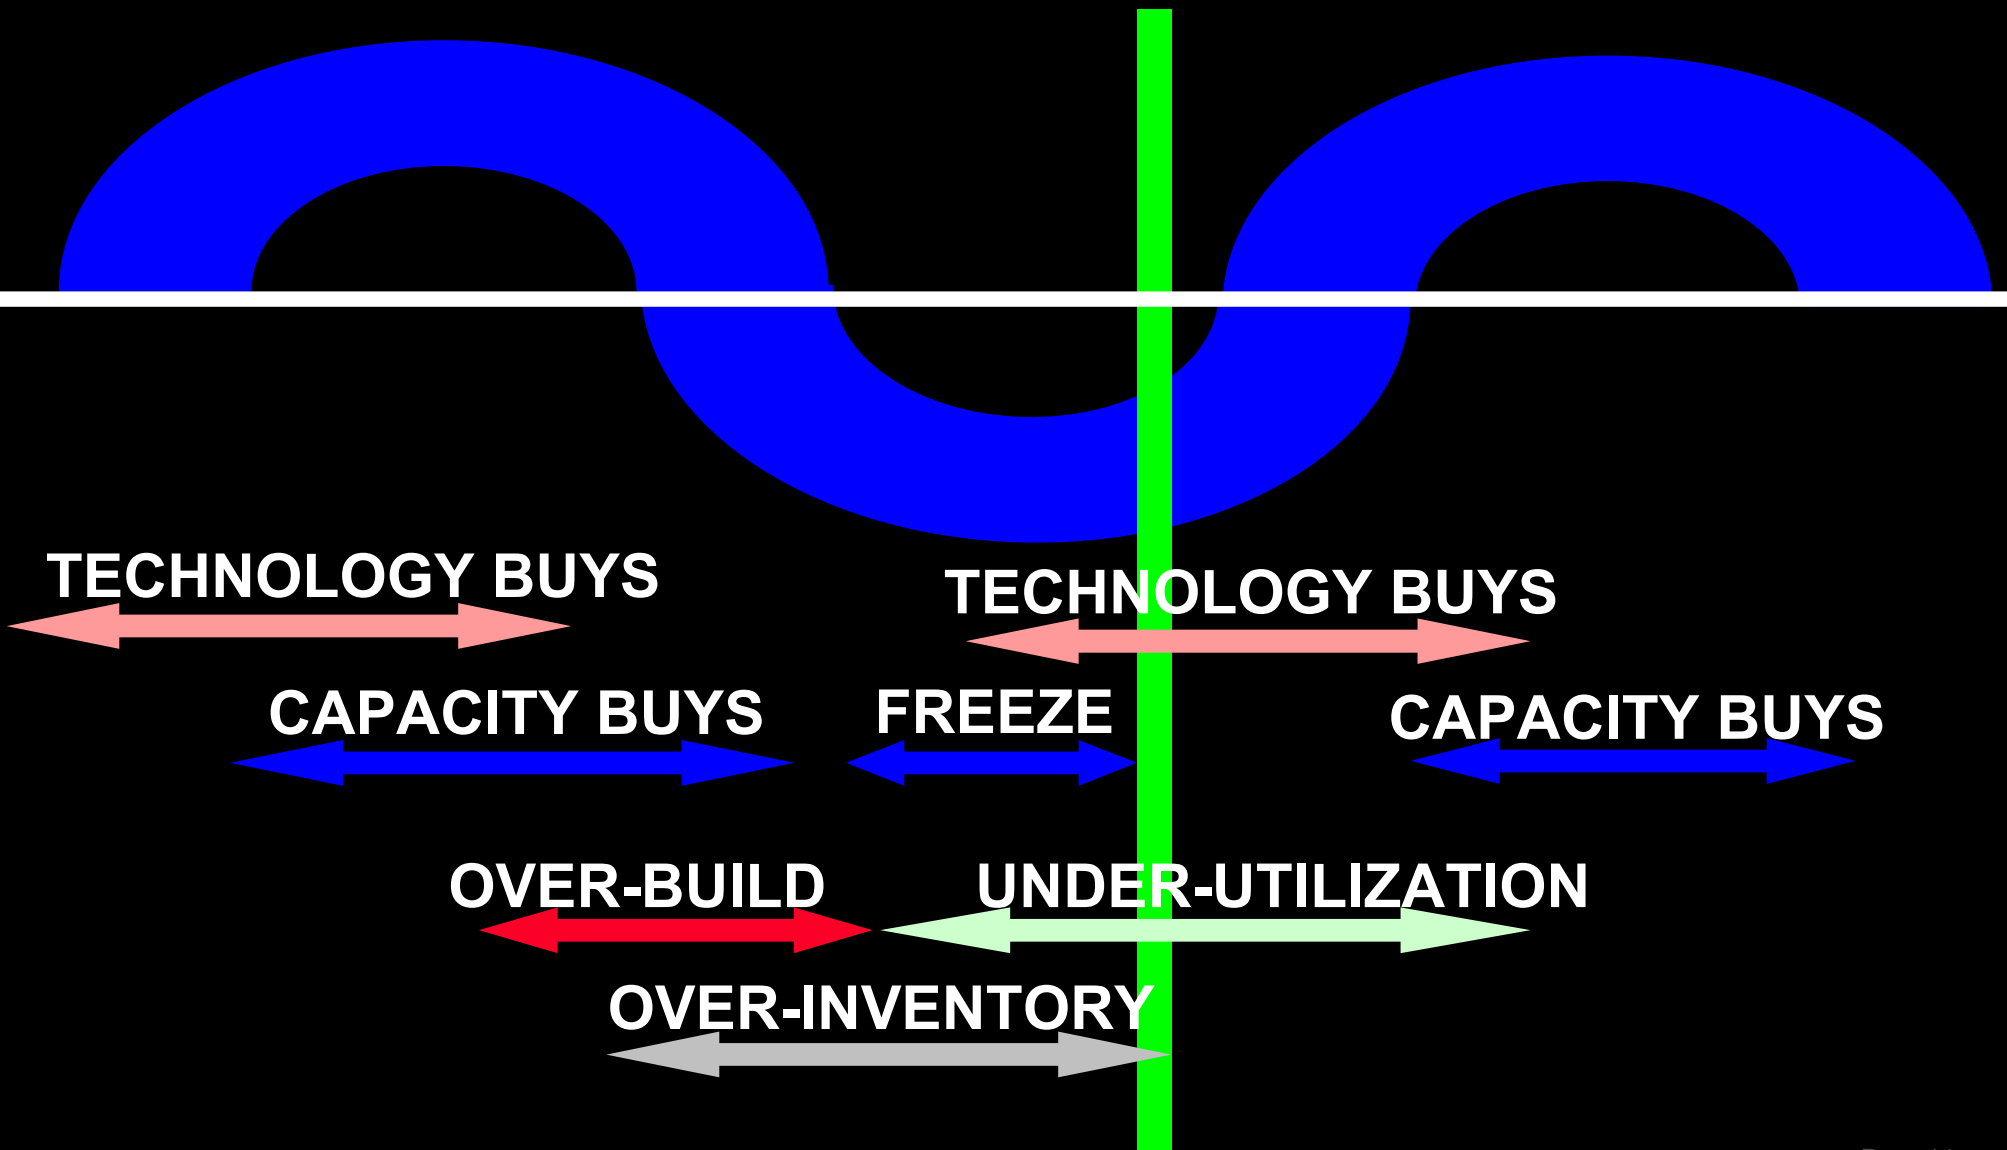 TECHNOLOGY BUYS
TECHNOLOGY BUYS
CAPACITY BUYS
FREEZE
CAPACITY BUYS
OVER-BUILD
UNDER-UTILIZATION
OVER-INVENTORY